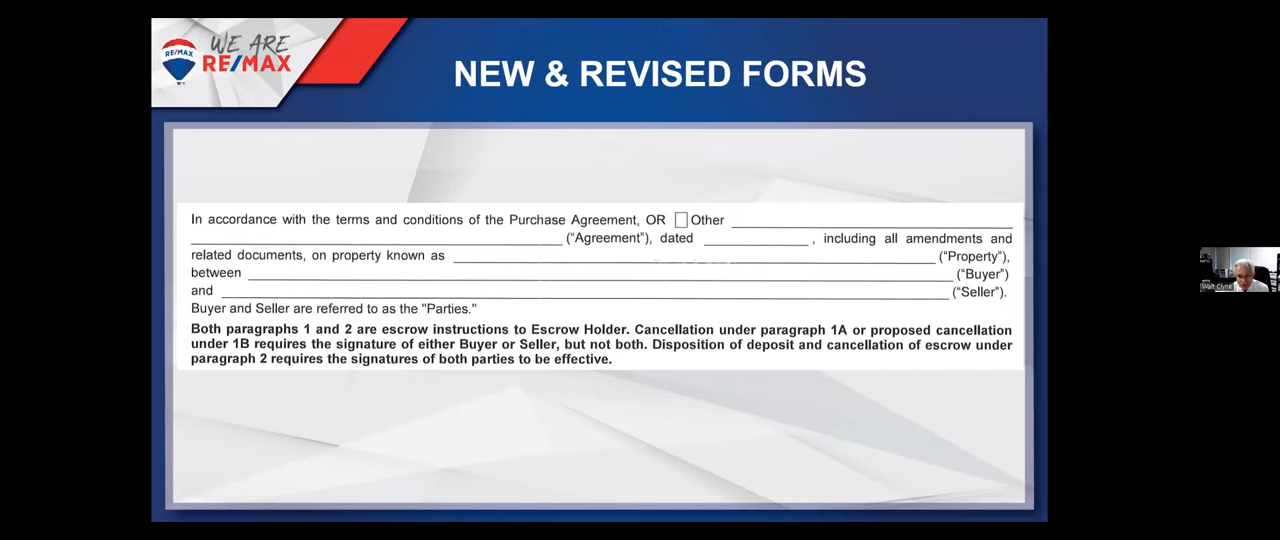 WE ARE
RE/MAX
RE/MAX
NEW & REVISED FORMS
In accordance with the terms and conditions of the Purchase Agreement, OR Other
("Agreement"), dated , including all amendments and
related documents, on property known as ("Property"),
between ("Buyer")
and ("Seller").
Buyer and Seller are referred to as the "Parties."
Both paragraphs 1 and 2 are escrow instructions to Escrow Holder. Cancellation under paragraph 1A or proposed cancellation
under 1B requires the signature of either Buyer or Seller, but not both. Disposition of deposit and cancellation of escrow under
paragraph 2 requires the signatures of both parties to be effective.
Walt Clyne